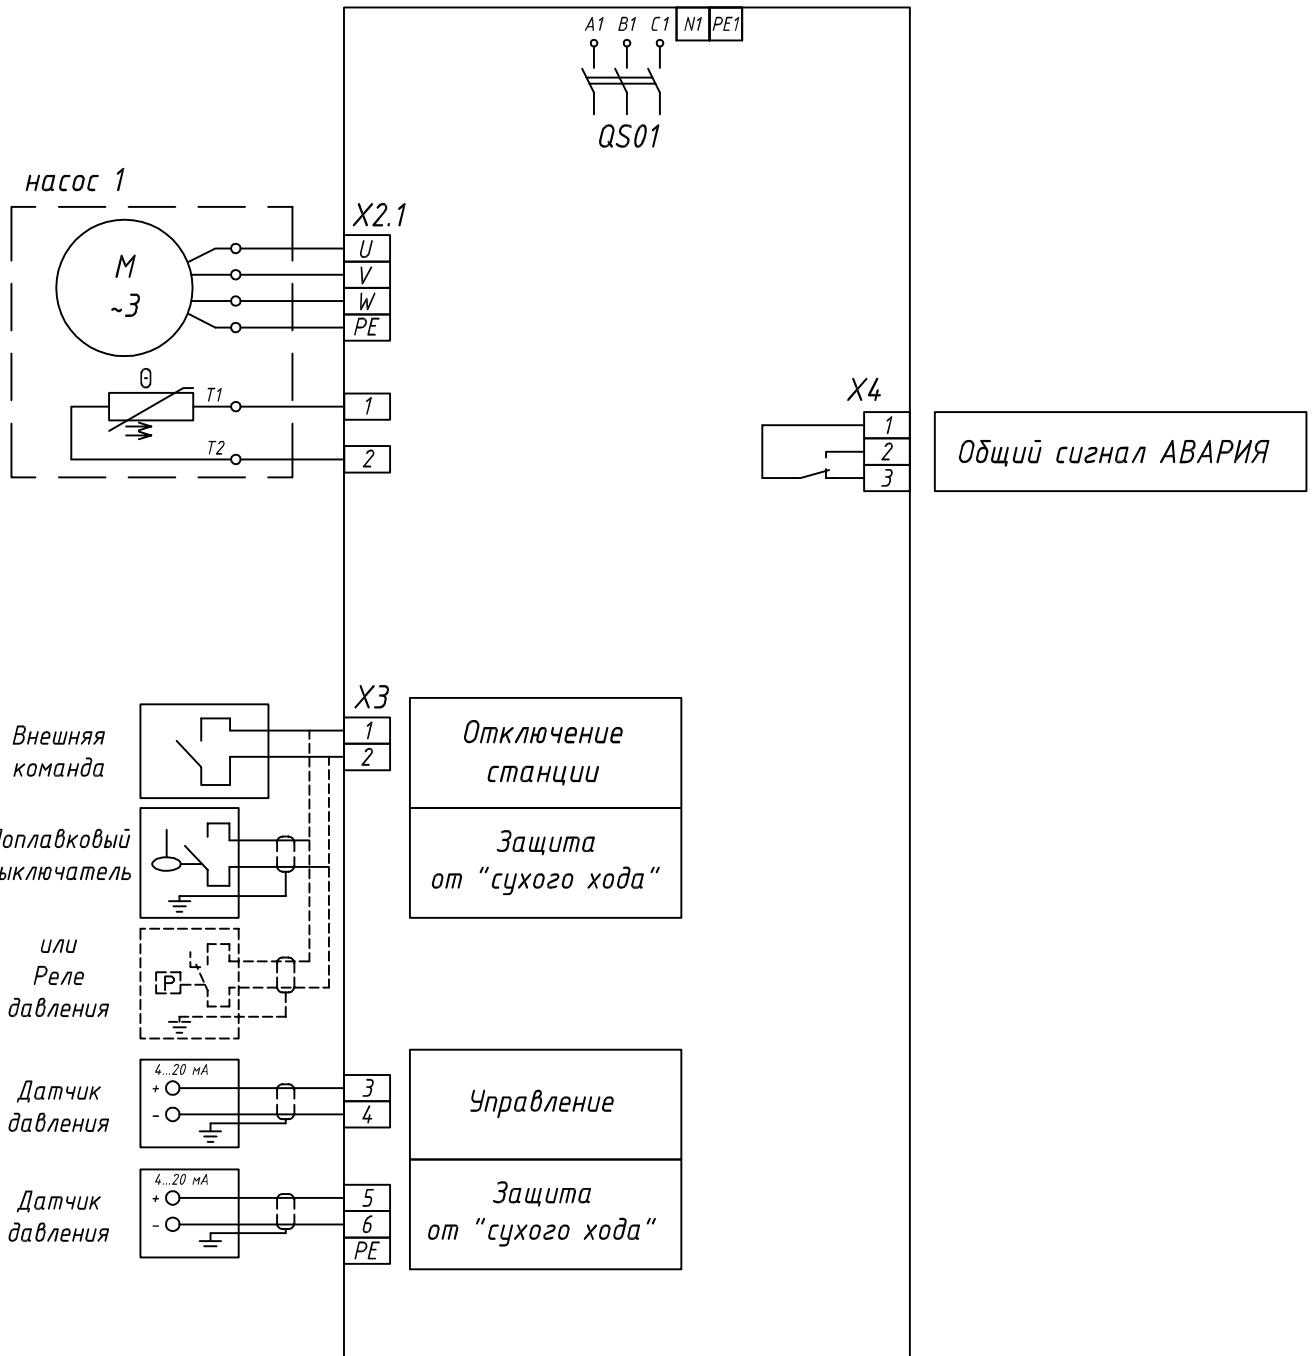 A1 B1 C1 N1 PE1
QS01
насос 1
X2.1
U
M
V
~3
W
PE
θ
T1
1
T2
2
X4
1
2
3
Общий сигнал АВАРИЯ
X3
1
2
Внешняя
команда
Отключение
станции
Поплавковый
выключатель
Защита
от "сухого хода"
или
Реле
давления
P
4...20 мА
+
-
Датчик
давления
3
4
Управление
4...20 мА
+
-
Датчик
давления
5
6
PE
Защита
от "сухого хода"